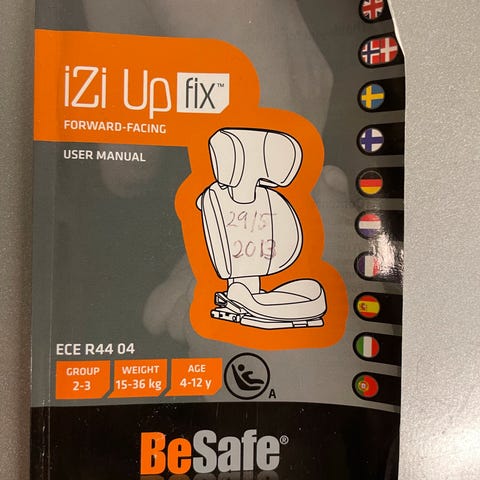 iZi Up fix™
FORWARD-FACING
USER MANUAL
29/5
2013
ECE R44 04
GROUP
2-3
WEIGHT
15-36 kg
AGE
4-12 y
A
BeSafe®